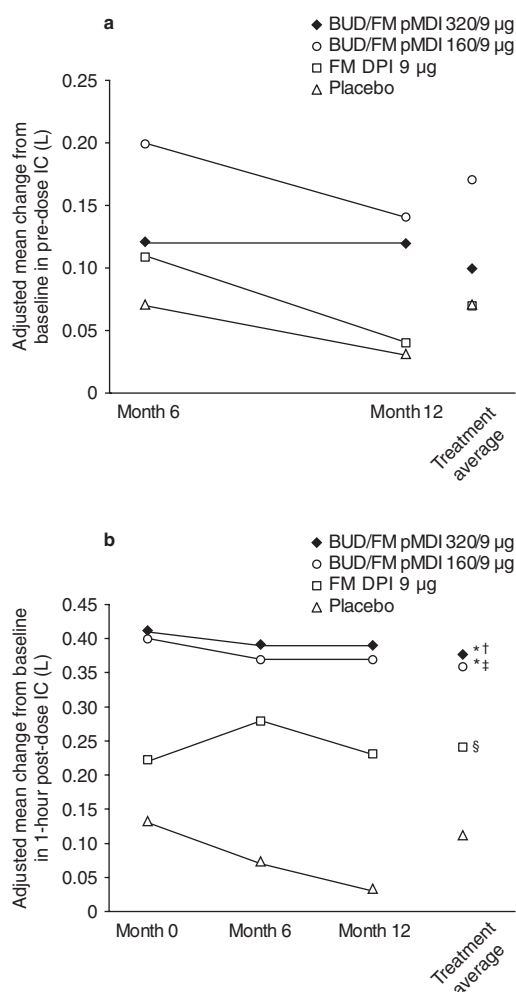 a
BUD/FM pMDI 320/9 µg
BUD/FM pMDI 160/9 µg
FM DPI 9 µg
Placebo
Adjusted mean change from
baseline in pre-dose IC (L)
0.25
0.20
0.15
0.10
0.05
0
Month 6
Month 12
Treatment
average
b
BUD/FM pMDI 320/9 µg
BUD/FM pMDI 160/9 µg
FM DPI 9 µg
Placebo
Adjusted mean change from baseline
in 1-hour post-dose IC (L)
0.45
0.40
0.35
0.30
0.25
0.20
0.15
0.10
0.05
0
*†
*‡
§
Month 0
Month 6
Month 12
Treatment
average